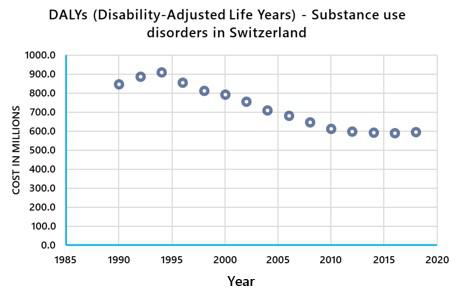 DALYs (Disability-Adjusted Life Years) - Substance use
disorders in Switzerland
1000.0
900.0
800.0
700.0
600.0
500.0
400.0
300.0
200.0
100.0
0.0
COST IN MILLIONS
1985 1990 1995 2000 2005 2010 2015 2020
Year